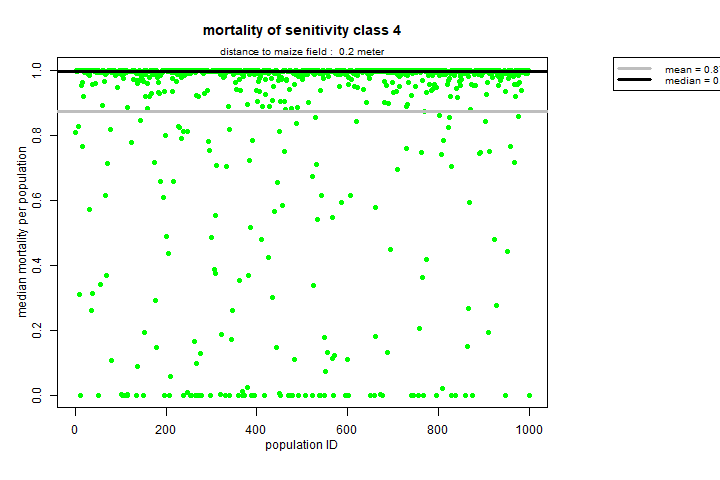 mortality of senitivity class 4
distance to maize field :  0.2 meter
median mortality per population
1.0
0.8
0.6
0.4
0.2
0.0
0
200
400
600
800
1000
population ID
mean = 0.8
median = 0